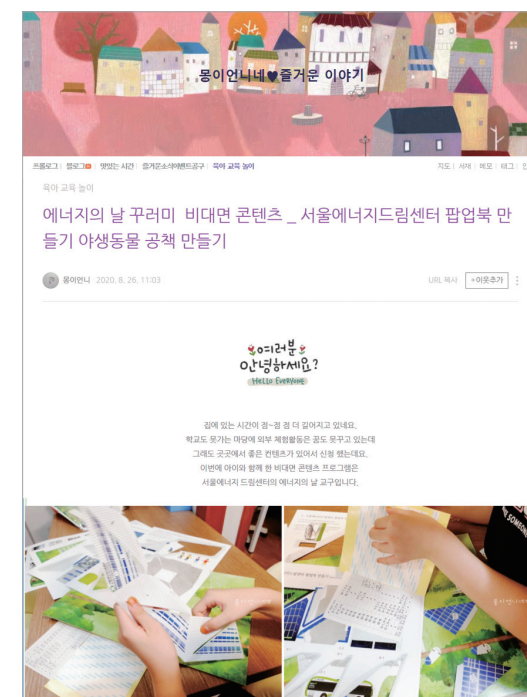 몽이언니네♥즐거운 이야기
프롤로그 블로그 맛있는 시간 즐거운소식이벤트공구 육아 교육 놀이 지도 서재 메모 태그
육아 교육 놀이
에너지의 날 꾸러미 비대면 콘텐츠 _ 서울에너지드림센터 팝업북 만
들기 야생동물 공책 만들기
몽이언니 2020. 8. 26. 11:03 URL 복사 +이웃추가
여러분
안녕하세요?
HELLO EVERYONE
집에 있는 시간이 점~점 점 더 길어지고 있네요.
학교도 못가는 마당에 외부 체험활동은 꿈도 못꾸고 있는데
그래도 곳곳에서 좋은 컨텐츠가 있어서 신청 했는데요.
이번에 아이와 함께 한 비대면 콘텐츠 프로그램은
서울에너지 드림센터의 에너지의 날 교구입니다.